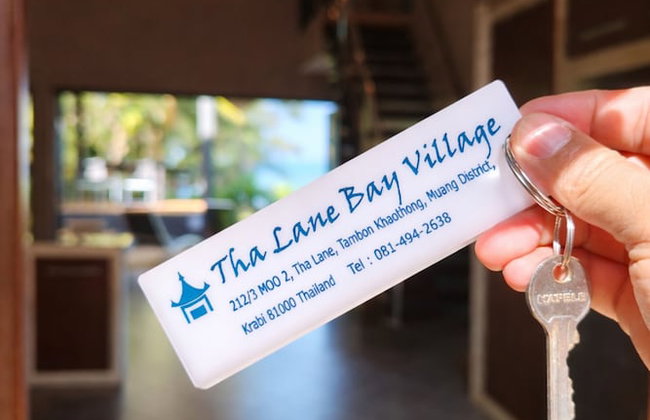 Tha Lane Bay Village
212/3 MOO 2, Tha Lane, Tambon Khaothong, Muang District,
Krabi 81000 Thailand Tel : 081-494-2638
HAFELE